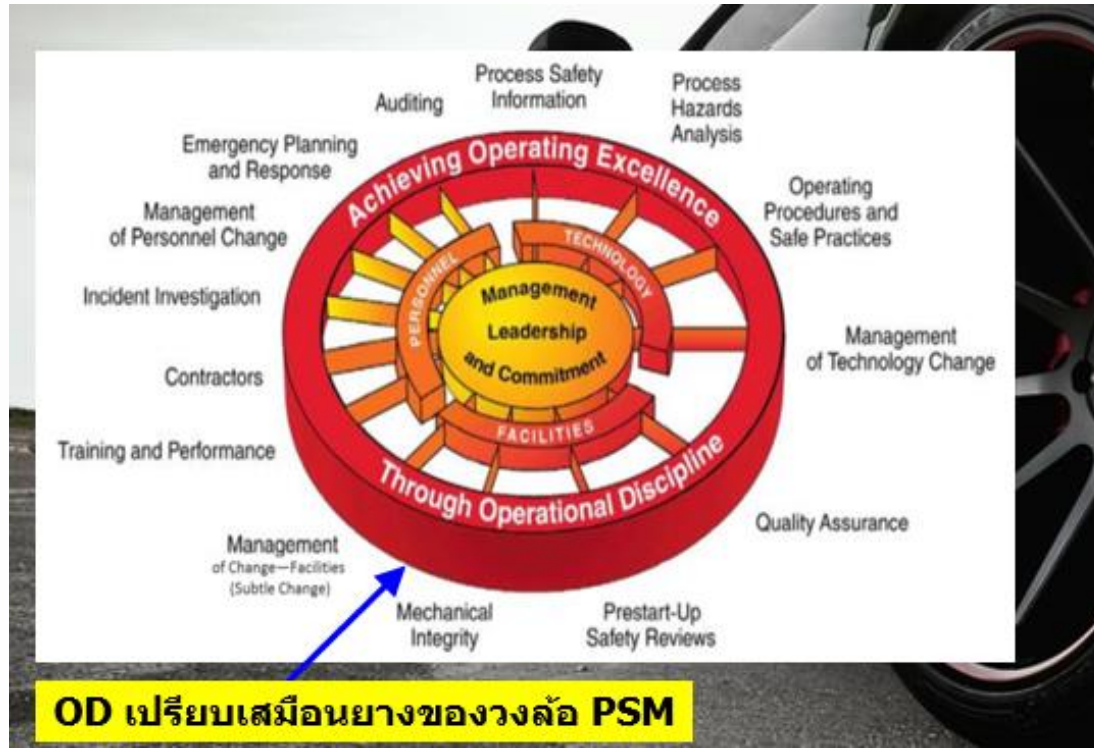 Process Safety
Information
Auditing
Process
Hazards
Analysis
Emergency Planning
and Response
Achieving Operating Excellence
Operating
Procedures and
Safe Practices
Management
of Personnel Change
TECHNOLOGY
PERSONNEL
Management
Leadership
and Commitment
Incident Investigation
Management
of Technology Change
Contractors
FACILITIES
Training and Performance
Through Operational Discipline
Quality Assurance
Management
of Change—Facilities
(Subtle Change)
Mechanical
Integrity
Prestart-Up
Safety Reviews
OD เปรียบเสมือนยางของวงล้อ PSM